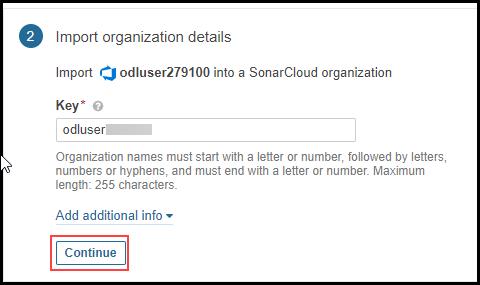 2 Import organization details
Import odluser279100 into a SonarCloud organization
Key* ?
odluser
Organization names must start with a letter or number, followed by letters,
numbers or hyphens, and must end with a letter or number. Maximum
length: 255 characters.
Add additional info
Continue